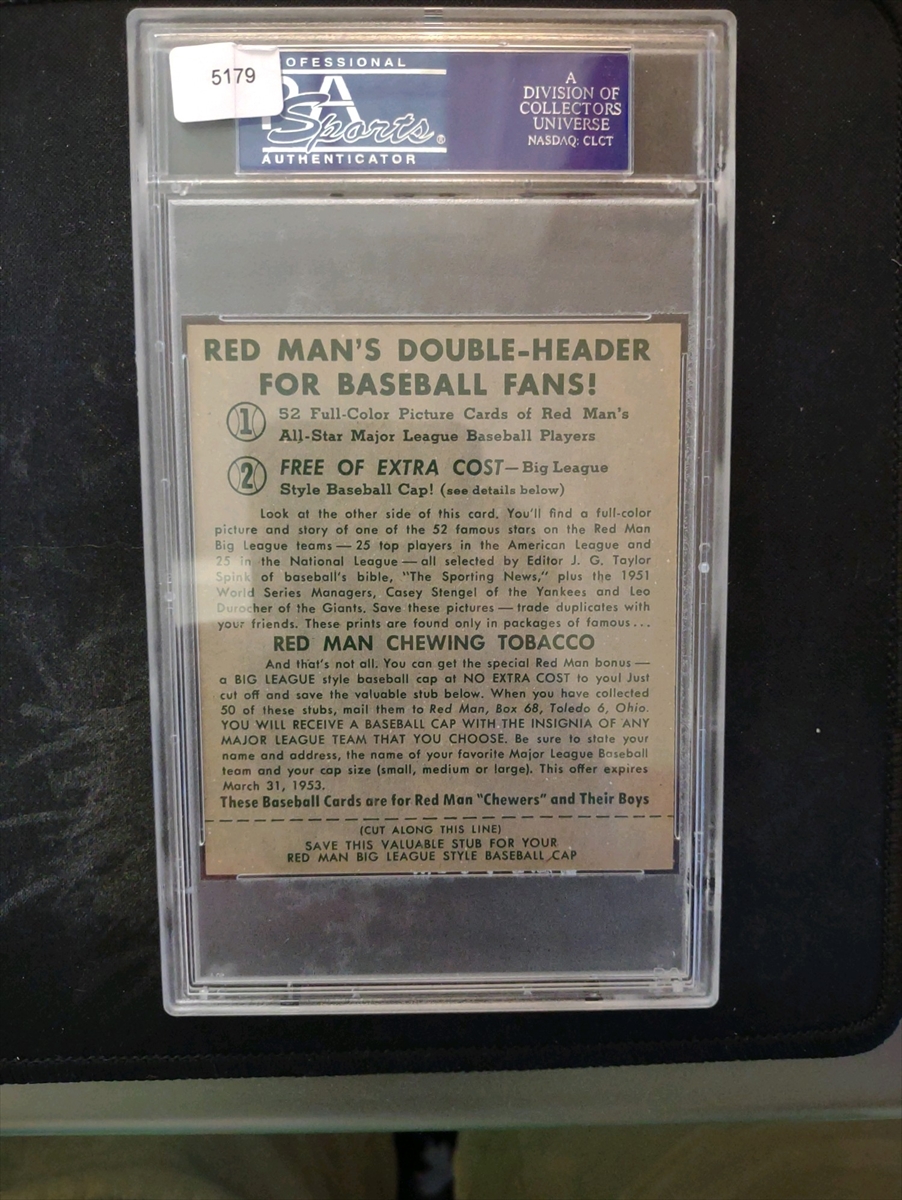 5179
OFESSIONAL
Sports®
AUTHENTICATOR
A
DIVISION OF
COLLECTORS
UNIVERSE
NASDAQ: CLCT
RED MAN'S DOUBLE-HEADER
FOR BASEBALL FANS!
1 52 Full-Color Picture Cards of Red Man's
All-Star Major League Baseball Players
2 FREE OF EXTRA COST—Big League
Style Baseball Cap! (see details below)
Look at the other side of this card. You'll find a full-color
picture and story of one of the 52 famous stars on the Red Man
Big League teams — 25 top players in the American League and
25 in the National League — all selected by Editor J. G. Taylor
Spink of baseball's bible, "The Sporting News," plus the 1951
World Series Managers, Casey Stengel of the Yankees and Leo
Durocher of the Giants. Save these pictures — trade duplicates with
your friends. These prints are found only in packages of famous...
RED MAN CHEWING TOBACCO
And that's not all. You can get the special Red Man bonus —
a BIG LEAGUE style baseball cap at NO EXTRA COST to you! Just
cut off and save the valuable stub below. When you have collected
50 of these stubs, mail them to Red Man, Box 68, Toledo 6, Ohio.
YOU WILL RECEIVE A BASEBALL CAP WITH THE INSIGNIA OF ANY
MAJOR LEAGUE TEAM THAT YOU CHOOSE. Be sure to state your
name and address, the name of your favorite Major League Baseball
team and your cap size (small, medium or large). This offer expires
March 31, 1953.
These Baseball Cards are for Red Man "Chewers" and Their Boys
(CUT ALONG THIS LINE)
SAVE THIS VALUABLE STUB FOR YOUR
RED MAN BIG LEAGUE STYLE BASEBALL CAP